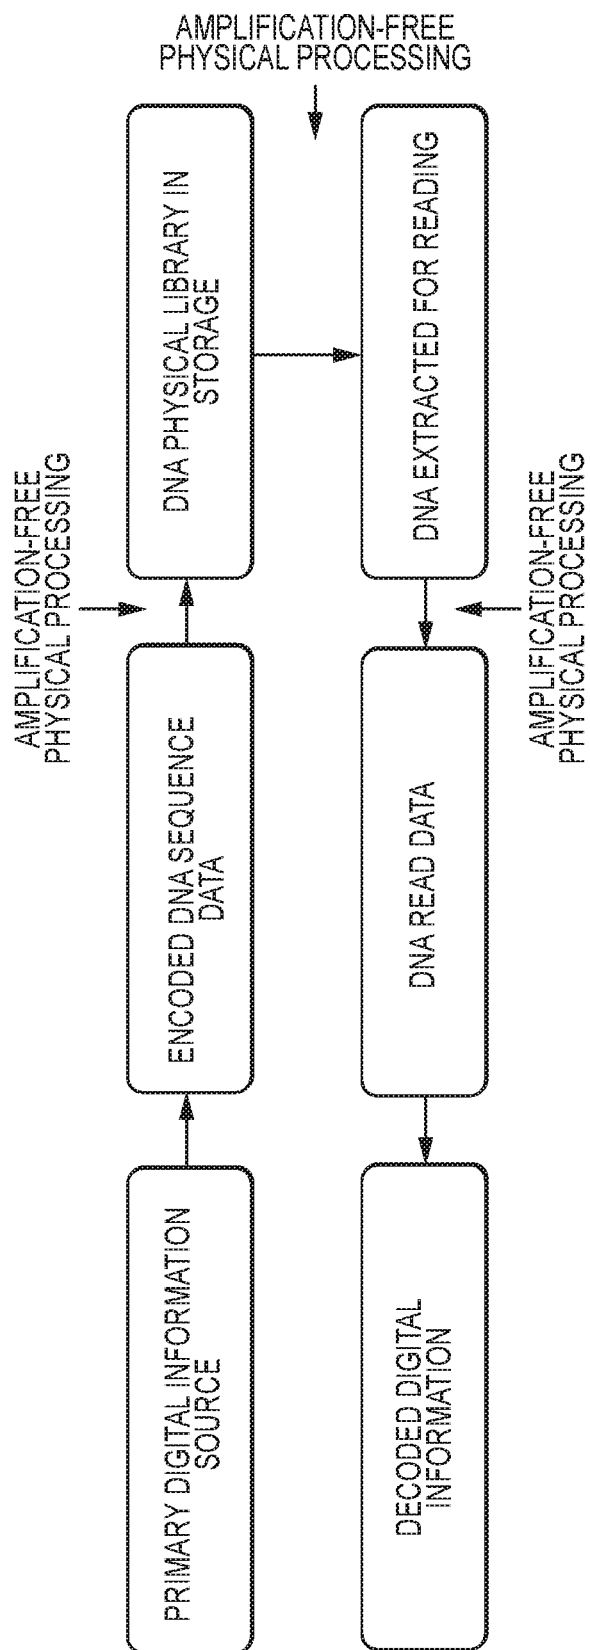 AMPLIFICATION-FREE
PHYSICAL PROCESSING
PRIMARY DIGITAL INFORMATION
SOURCE
ENCODED DNA SEQUENCE
DATA
AMPLIFICATION-FREE
PHYSICAL PROCESSING
DNA PHYSICAL LIBRARY IN
STORAGE
DNA EXTRACTED FOR READING
AMPLIFICATION-FREE
PHYSICAL PROCESSING
DNA READ DATA
DECODED DIGITAL
INFORMATION